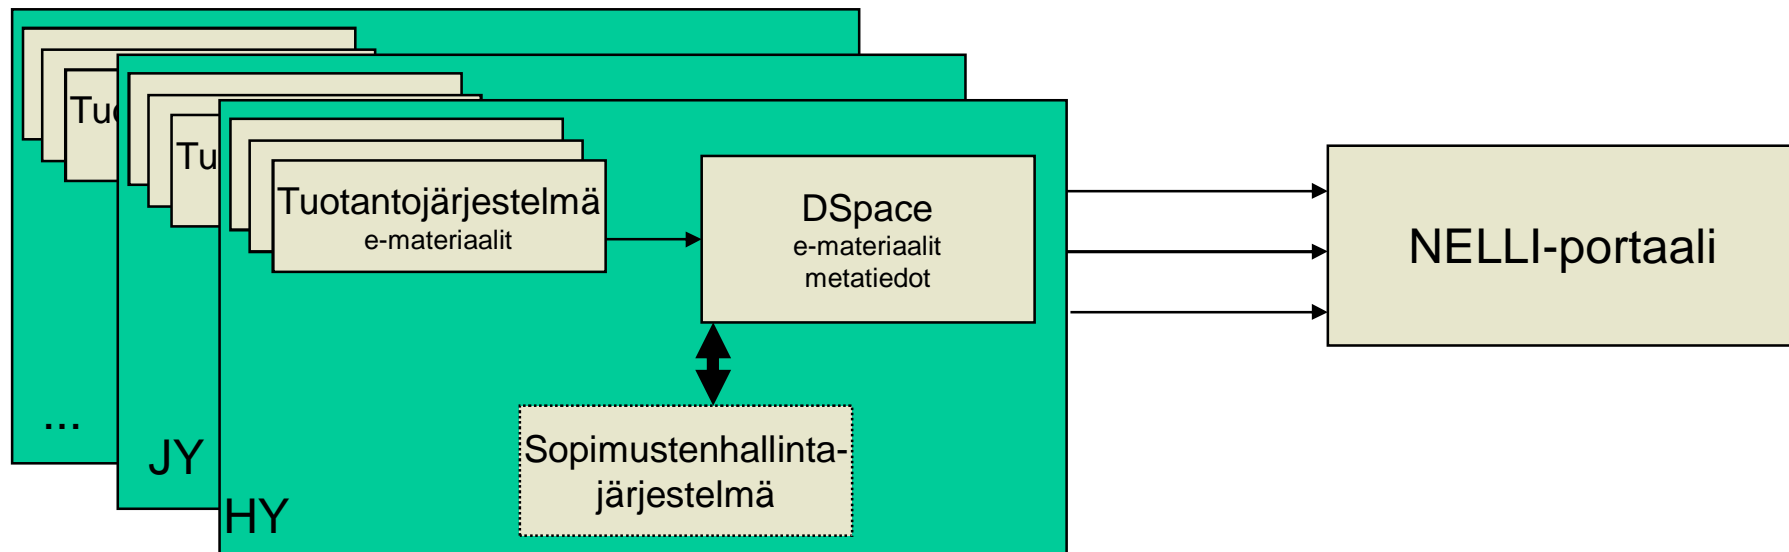 Tuotantojärjestelmä
e-materiaalit
DSpace
e-materiaalit
metatiedot
NELLI-portaali
Sopimustenhallinta-
järjestelmä
...
JY
HY